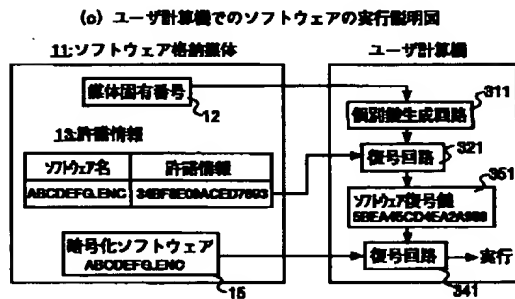 (c) ユーザ計算機でのソフトウェアの実行説明図
11:ソフトウェア格納媒体
ユーザ計算機
媒体固有番号
12
311
個別鍵生成回路
13:許諾情報
ソフトウェア名
許諾情報
ABCDEFG.ENC
復号回路
321
351
ソフトウェア復号鍵
暗号化ソフトウェア
ABCDEFG.ENC
15
復号回路
341
実行